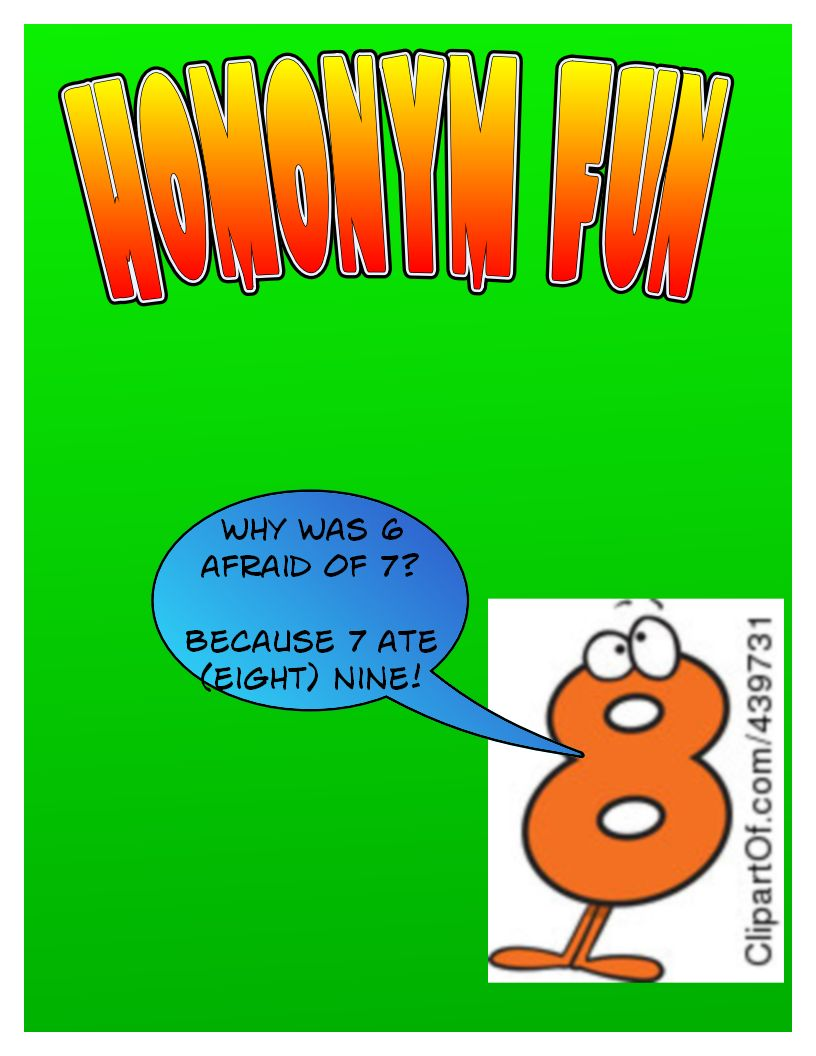 HOMONYM FUN
WHY WAS 6
AFRAID OF 7?
BECAUSE 7 ATE
(EIGHT) NINE!
ClipartOf.com/439731